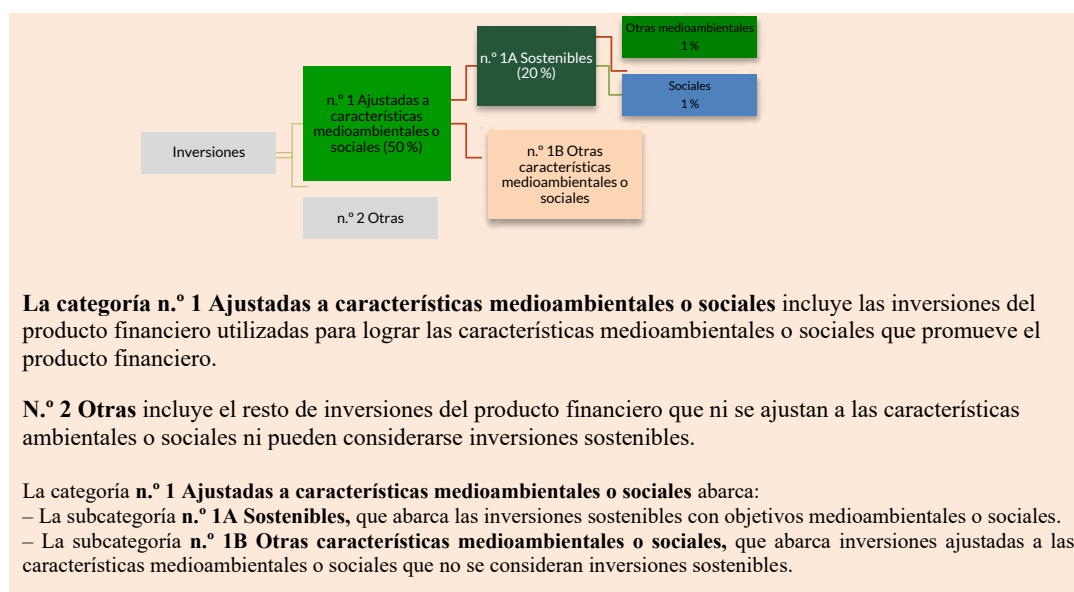 Otras medioambientales
1 %
n.º 1A Sostenibles
(20 %)
Sociales
1 %
n.º 1 Ajustadas a
características
medioambientales o
sociales (50 %)
Inversiones
n.º 1B Otras
características
medioambientales o
sociales
n.º 2 Otras
La categoría n.º 1 Ajustadas a características medioambientales o sociales incluye las inversiones del
producto financiero utilizadas para lograr las características medioambientales o sociales que promueve el
producto financiero.
N.º 2 Otras incluye el resto de inversiones del producto financiero que ni se ajustan a las características
ambientales o sociales ni pueden considerarse inversiones sostenibles.
La categoría n.º 1 Ajustadas a características medioambientales o sociales abarca:
– La subcategoría n.º 1A Sostenibles, que abarca las inversiones sostenibles con objetivos medioambientales o sociales.
– La subcategoría n.º 1B Otras características medioambientales o sociales, que abarca inversiones ajustadas a las
características medioambientales o sociales que no se consideran inversiones sostenibles.